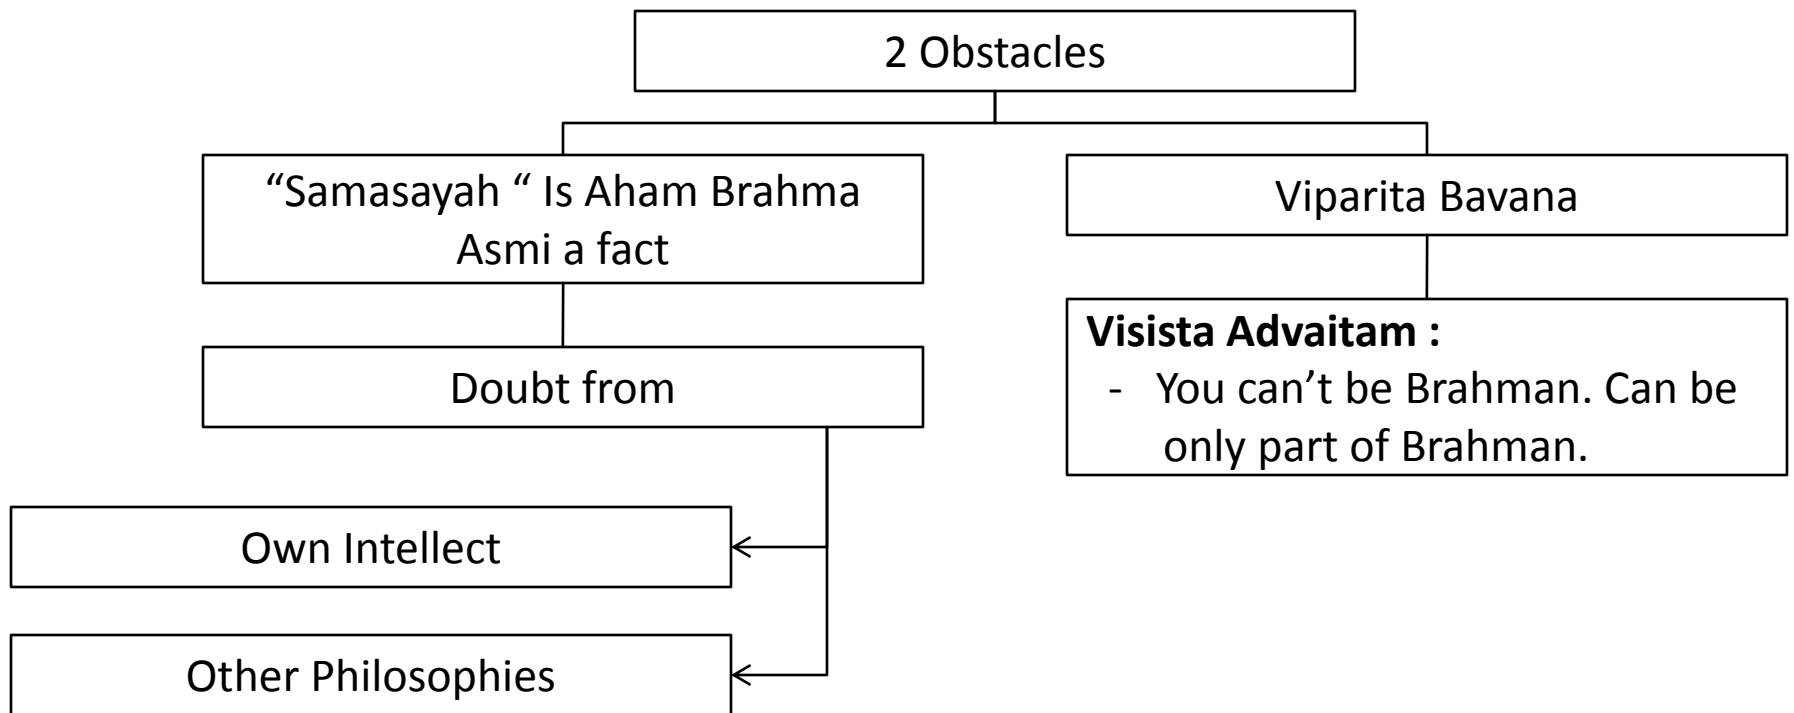 2 Obstacles
“Samasayah “ Is Aham Brahma
Asmi a fact
Viparita Bavana
Doubt from
Visista Advaitam :
- You can’t be Brahman. Can be
only part of Brahman.
Own Intellect
Other Philosophies